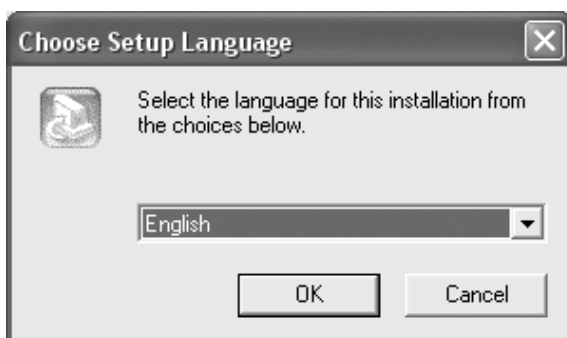 Choose Setup Language
Select the language for this installation from
the choices below.
English
OK
Cancel